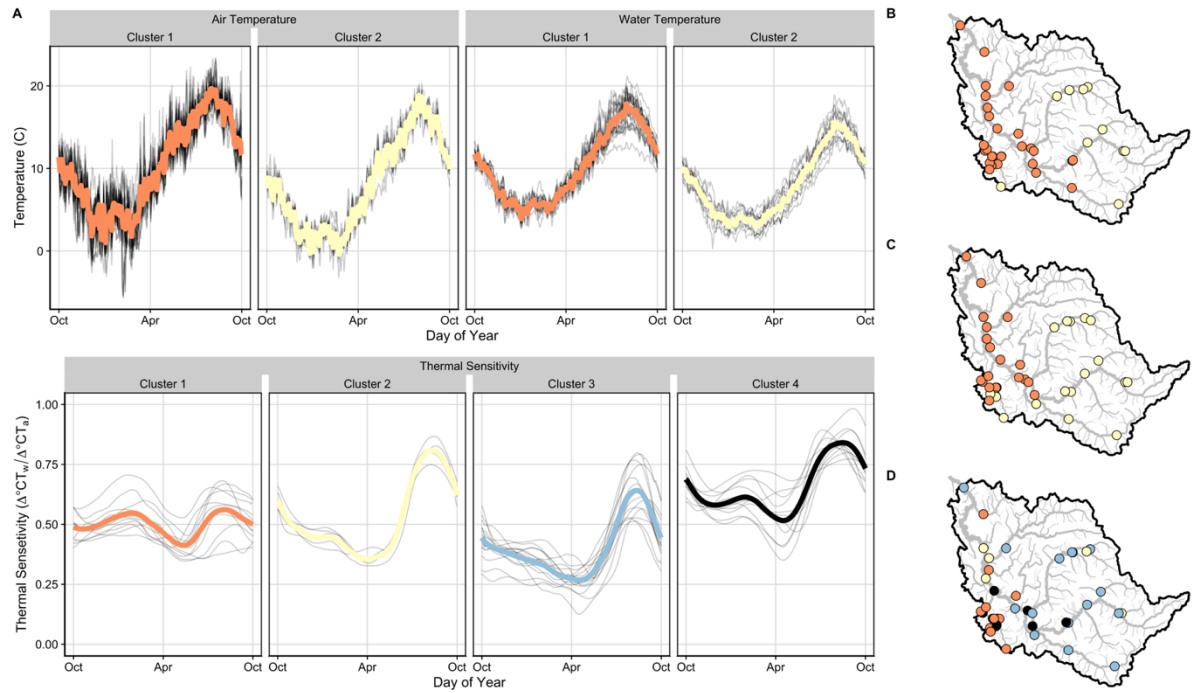 A
Air Temperature
Water Temperature
Cluster 1
Cluster 2
Cluster 1
Cluster 2
Temperature (C)
20
10
0
Oct
Apr
Oct
Oct
Apr
Oct
Oct
Apr
Oct
Oct
Apr
Oct
Day of Year
Thermal Sensitivity
Cluster 1
Cluster 2
Cluster 3
Cluster 4
Thermal Sensetivity (Δ°CTw/Δ°CTa)
1.00
0.75
0.50
0.25
0.00
Oct
Apr
Oct
Oct
Apr
Oct
Oct
Apr
Oct
Oct
Apr
Oct
Day of Year
B
C
D